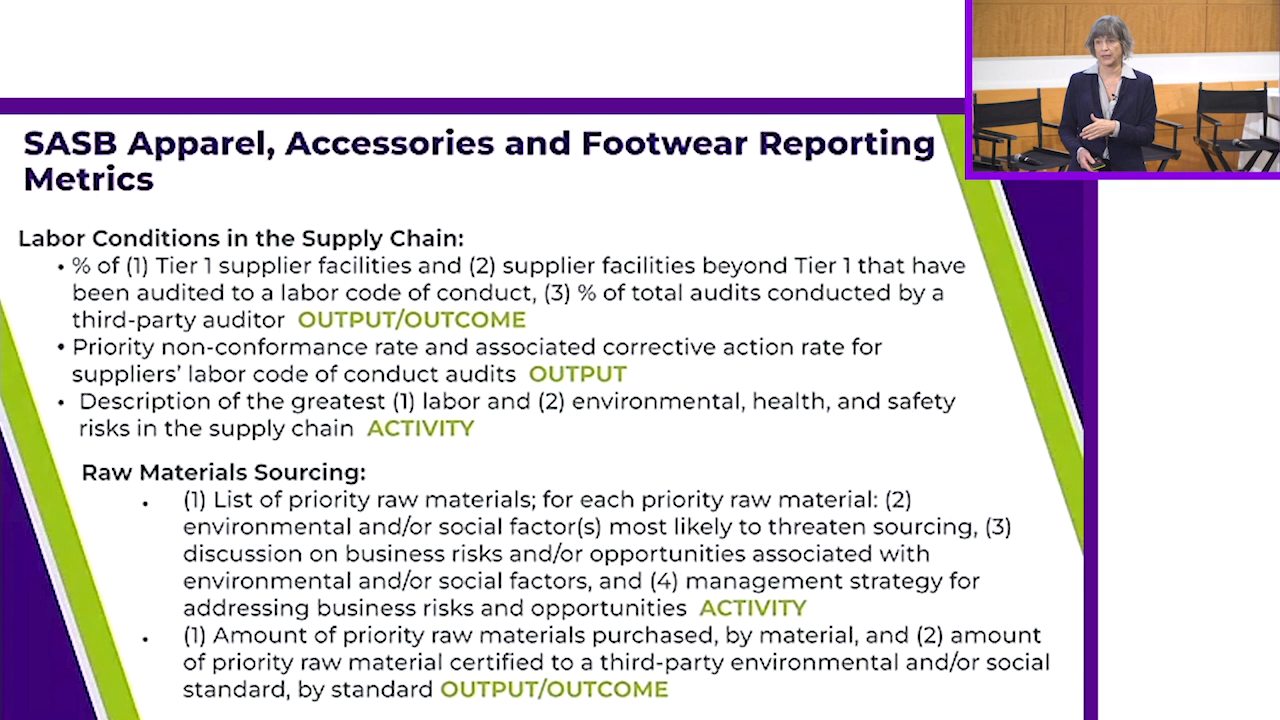 SASB Apparel, Accessories and Footwear Reporting
Metrics
Labor Conditions in the Supply Chain:
• % of (1) Tier 1 supplier facilities and (2) supplier facilities beyond Tier 1 that have
been audited to a labor code of conduct, (3) % of total audits conducted by a
third-party auditor OUTPUT/OUTCOME
• Priority non-conformance rate and associated corrective action rate for
suppliers’ labor code of conduct audits OUTPUT
• Description of the greatest (1) labor and (2) environmental, health, and safety
risks in the supply chain ACTIVITY
Raw Materials Sourcing:
• (1) List of priority raw materials; for each priority raw material: (2)
environmental and/or social factor(s) most likely to threaten sourcing, (3)
discussion on business risks and/or opportunities associated with
environmental and/or social factors, and (4) management strategy for
addressing business risks and opportunities ACTIVITY
• (1) Amount of priority raw materials purchased, by material, and (2) amount
of priority raw material certified to a third-party environmental and/or social
standard, by standard OUTPUT/OUTCOME